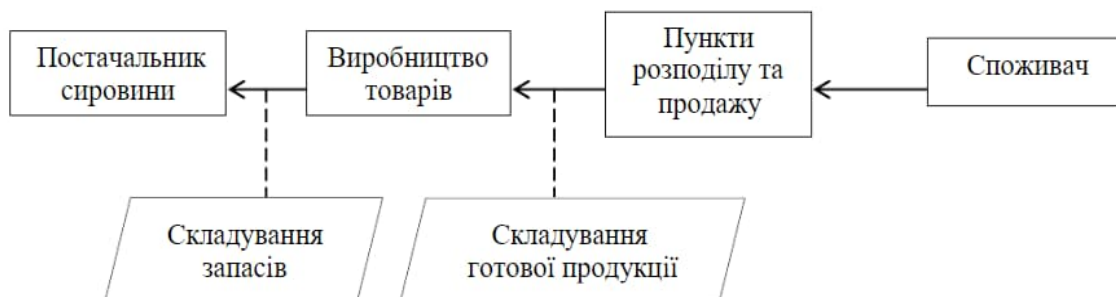 Постачальник
сировини
Виробництво
товарів
Пункти
розподілу та
продажу
Споживач
Складування
запасів
Складування
готової продукції